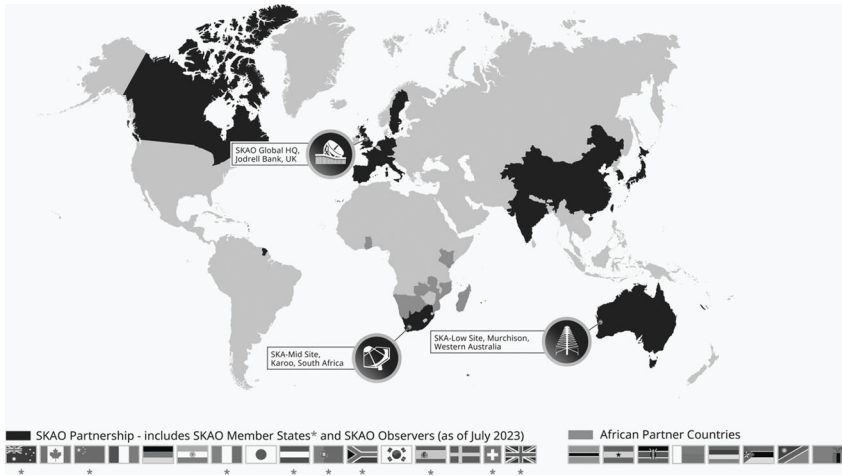 SKAO Global HQ,
Jodrell Bank, UK
SKA-Mid Site,
Karoo, South Africa
SKA-Low Site, Murchison,
Western Australia
SKAO Partnership - includes SKAO Member States* and SKAO Observers (as of July 2023)
African Partner Countries
* * * * * * * * *